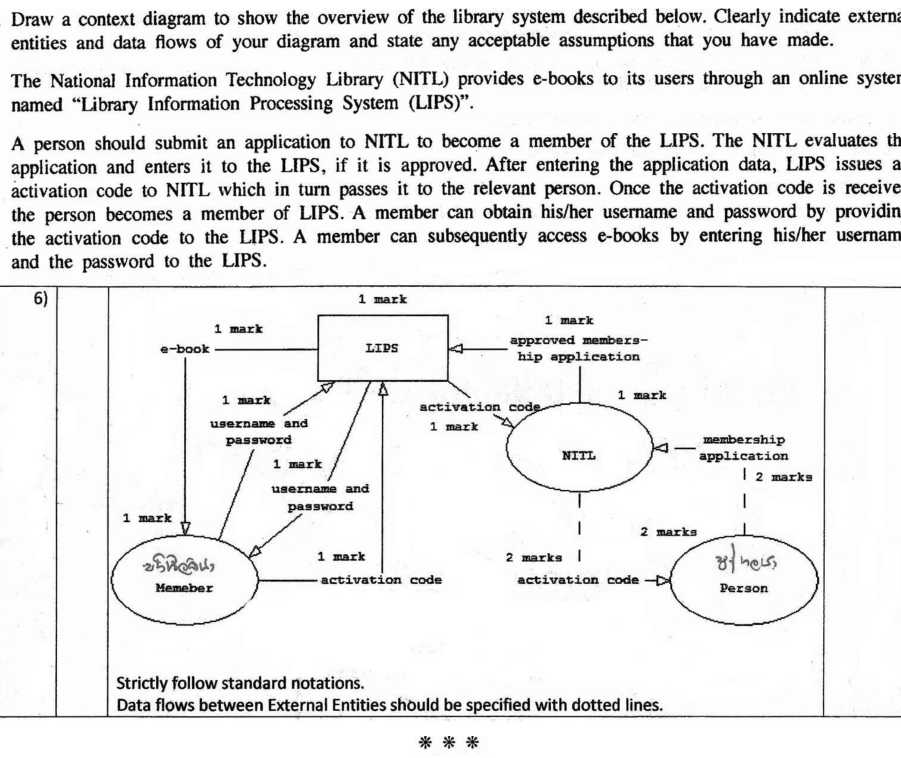 Draw a context diagram to show the overview of the library system described below. Clearly indicate externa
entities and data flows of your diagram and state any acceptable assumptions that you have made.
The National Information Technology Library (NITL) provides e-books to its users through an online system
named “Library Information Processing System (LIPS)”.
A person should submit an application to NITL to become a member of the LIPS. The NITL evaluates th
application and enters it to the LIPS, if it is approved. After entering the application data, LIPS issues a
activation code to NITL which in turn passes it to the relevant person. Once the activation code is receive
the person becomes a member of LIPS. A member can obtain his/her username and password by providin
the activation code to the LIPS. A member can subsequently access e-books by entering his/her usernam
and the password to the LIPS.
6)
1 mark
1 mark
e-book
LIPS
1 mark
approved members-
hip application
1 mark
username and
password
activation code
1 mark
1 mark
NITL
membership
application
2 marks
1 mark
username and
password
1 mark
Memeber
1 mark
activation code
2 marks
activation code
2 marks
Person
Strictly follow standard notations.
Data flows between External Entities should be specified with dotted lines.
* * *